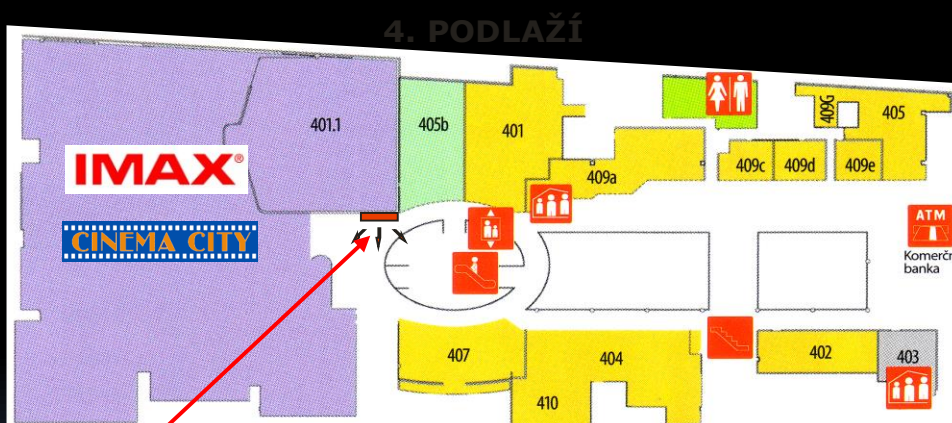 4. PODLAŽÍ
401.1
405b
401
409G
405
409a
409c
409d
409e
IMAX®
CINEMA CITY
ATM
Komerčn
banka
407
404
402
403
410